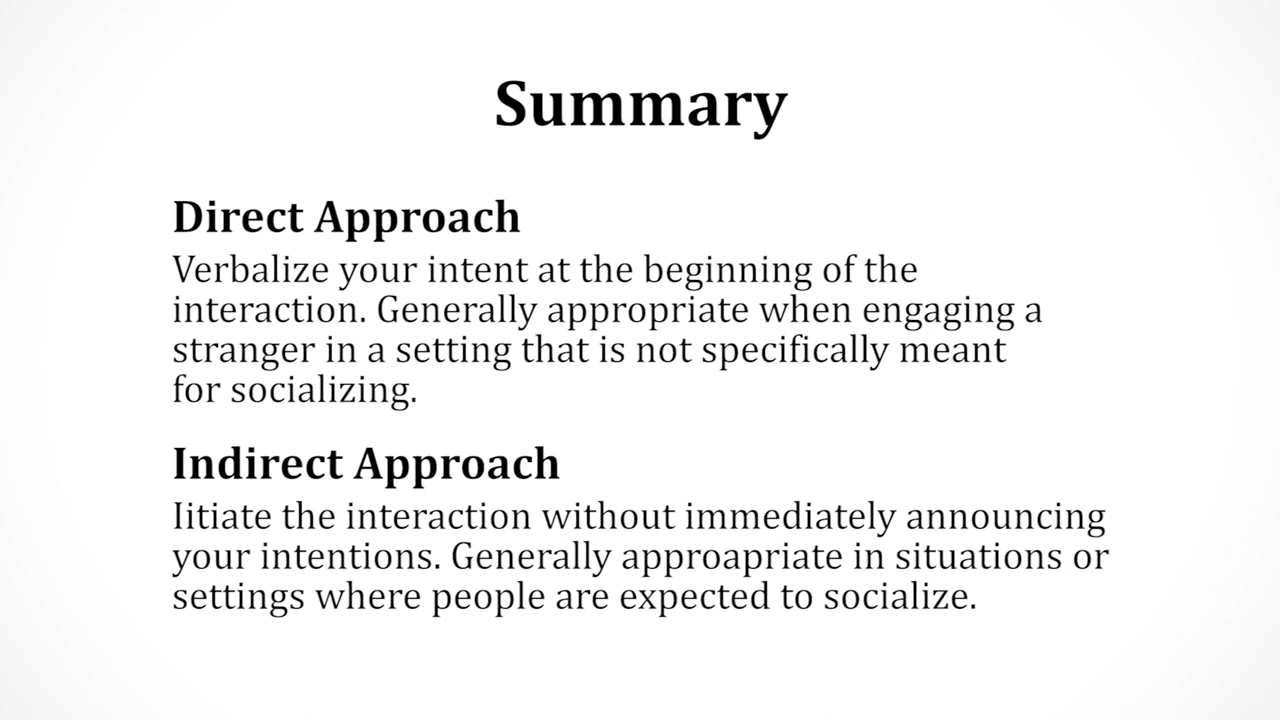 Summary
Direct Approach
Verbalize your intent at the beginning of the
interaction. Generally appropriate when engaging a
stranger in a setting that is not specifically meant
for socializing.
Indirect Approach
Iitiate the interaction without immediately announcing
your intentions. Generally approapriate in situations or
settings where people are expected to socialize.